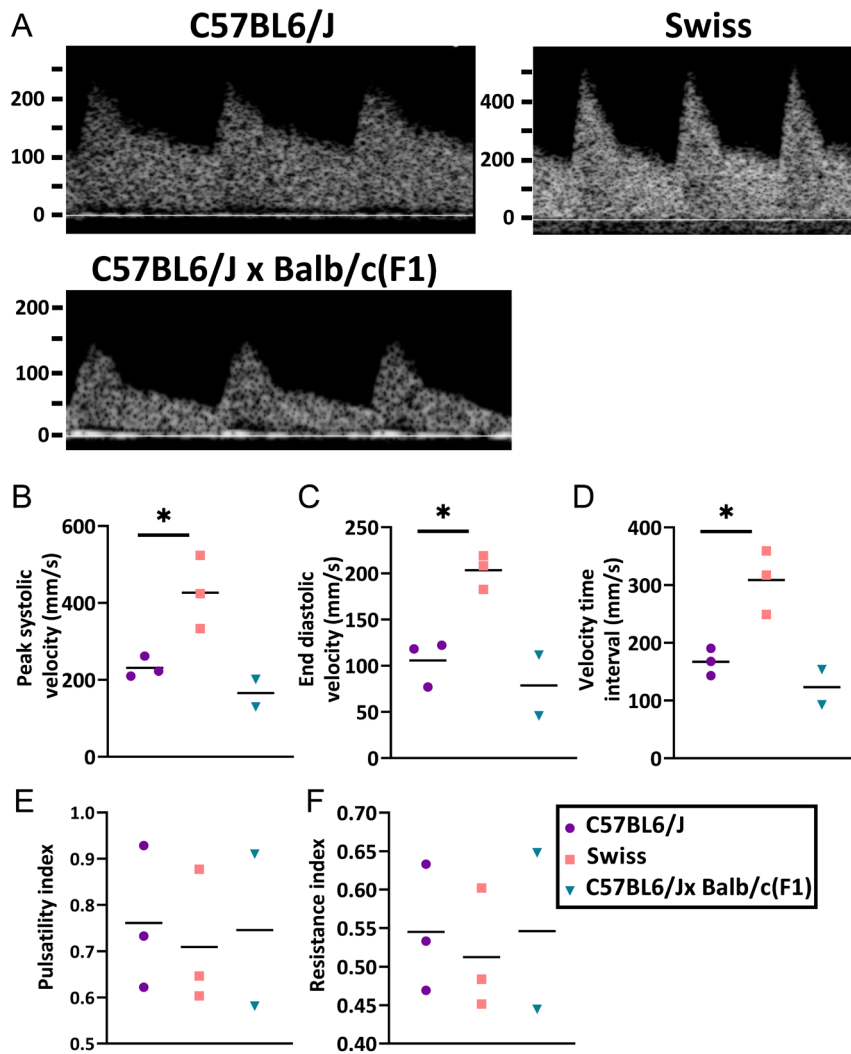 A
C57BL6/J
200
100
0
Swiss
400
200
0
C57BL6/J x Balb/c(F1)
200
100
0
B
Peak systolic
velocity (mm/s)
600
400
200
0
*
C
End diastolic
velocity (mm/s)
250
200
150
100
50
0
*
D
Velocity time
interval (mm/s)
400
300
200
100
0
*
E
Pulsatility index
1.0
0.9
0.8
0.7
0.6
0.5
F
Resistance index
0.70
0.65
0.60
0.55
0.50
0.45
0.40
C57BL6/J
Swiss
C57BL6/Jx Balb/c(F1)